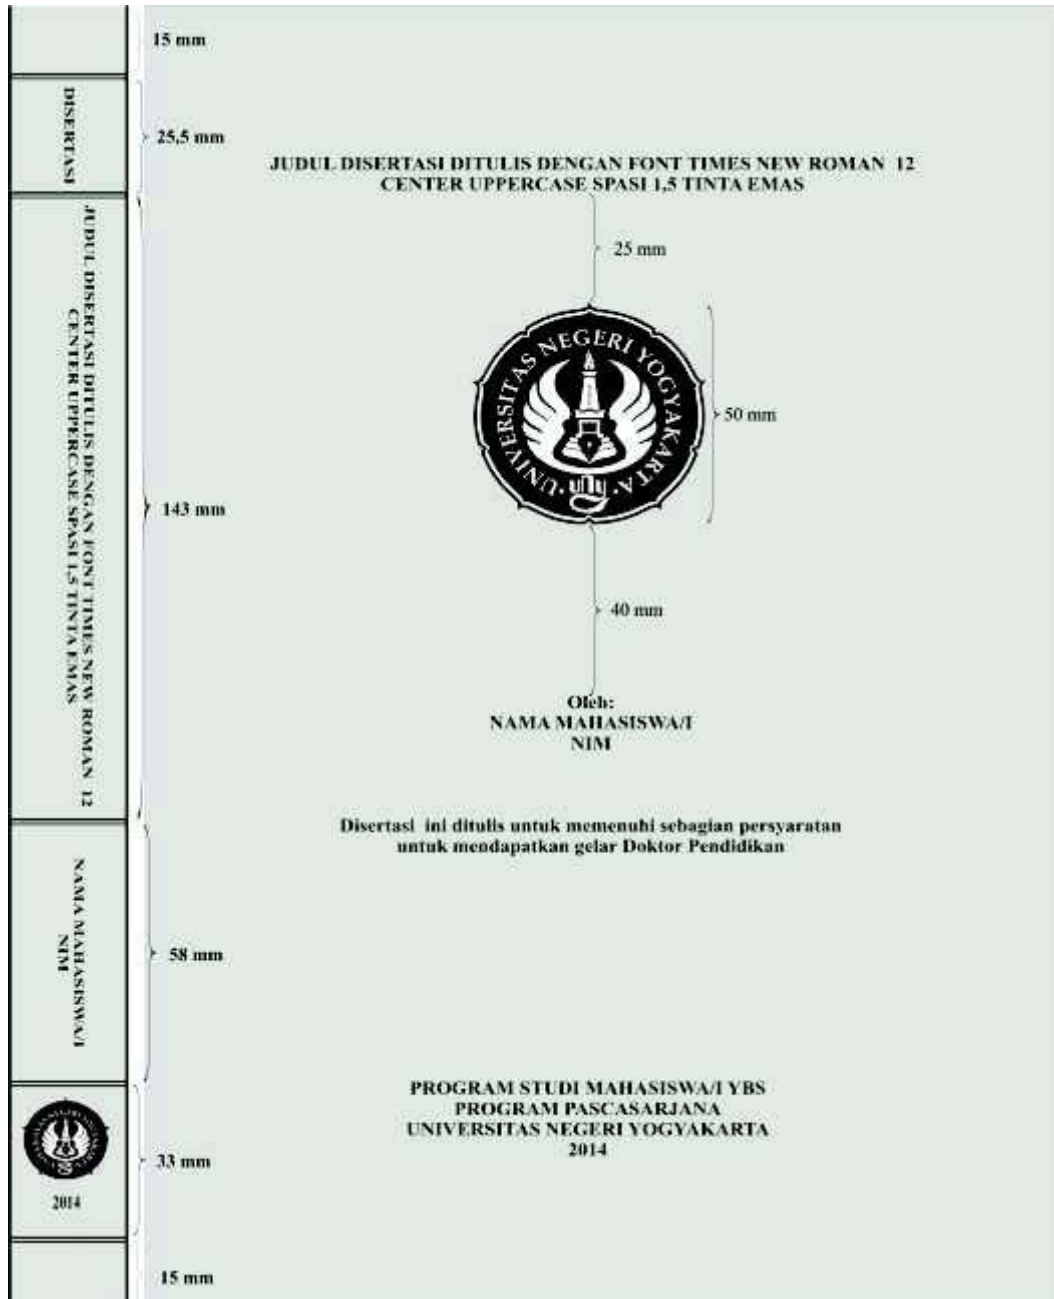 15 mm
DISERTASI
25,5 mm
JUDUL DISERTASI DITULIS DENGAN FONT TIMES NEW ROMAN 12
CENTER UPPERCASE SPASI 1,5 TINTA EMAS
143 mm
NAMA MAHASISWA/I
NIM
58 mm
2014
33 mm
15 mm
JUDUL DISERTASI DITULIS DENGAN FONT TIMES NEW ROMAN 12
CENTER UPPERCASE SPASI 1,5 TINTA EMAS
25 mm
UNIVERSITAS NEGERI YOGYAKARTA
uny
50 mm
40 mm
Oleh:
NAMA MAHASISWA/I
NIM
Disertasi ini ditulis untuk memenuhi sebagian persyaratan
untuk mendapatkan gelar Doktor Pendidikan
PROGRAM STUDI MAHASISWA/I YBS
PROGRAM PASCASARJANA
UNIVERSITAS NEGERI YOGYAKARTA
2014